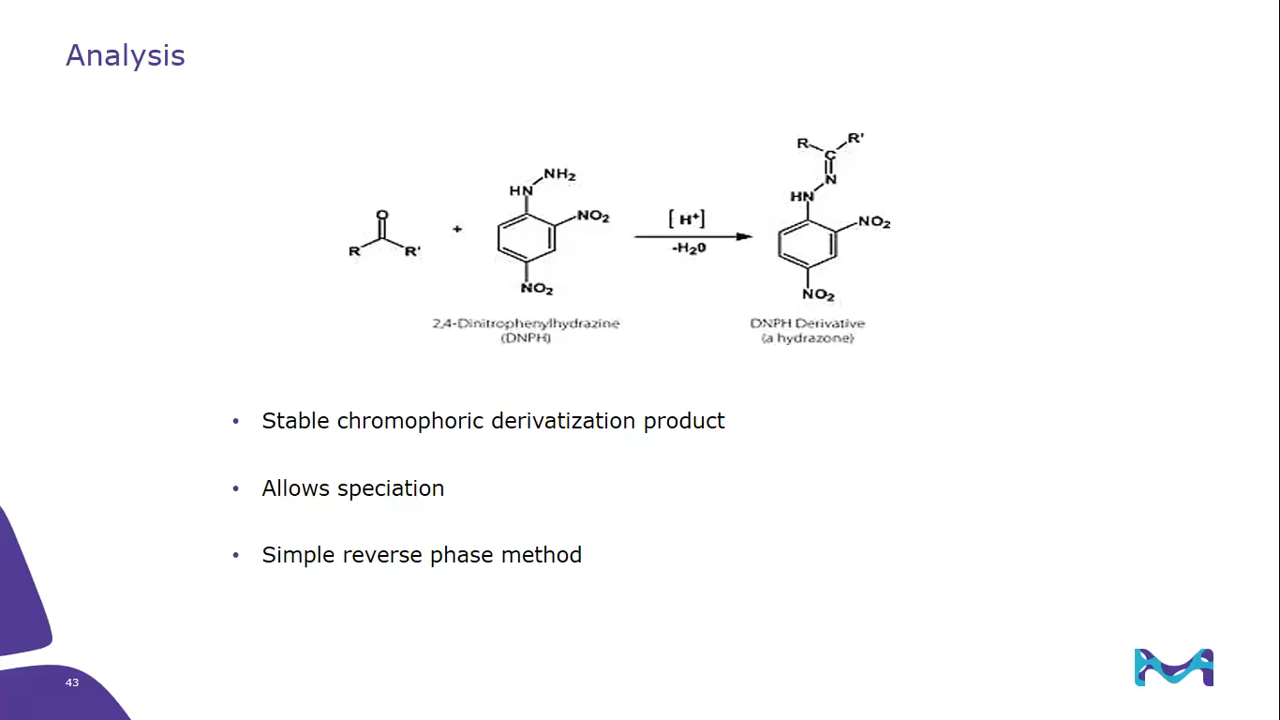 Analysis
R R'
C
NH₂
N
HN
HN
O
NO₂
[ H⁺]
NO₂
+
R R'
-H₂0
NO₂
NO₂
2,4-Dinitrophenylhydrazine
(DNPH)
DNPH Derivative
(a hydrazone)
• Stable chromophoric derivatization product
• Allows speciation
• Simple reverse phase method
43